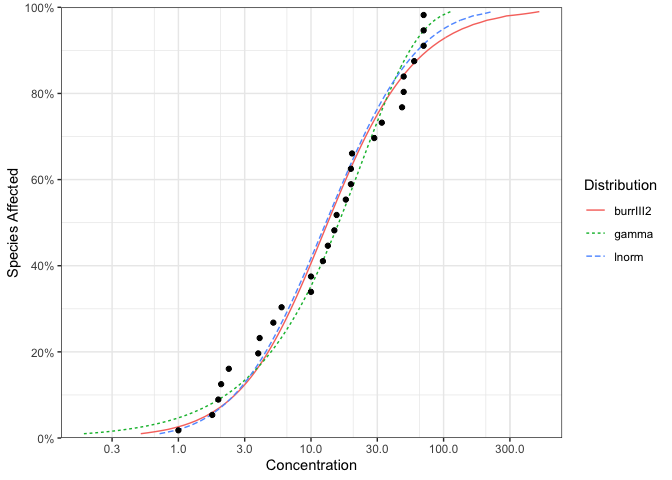 100%
80%
60%
40%
20%
0%
Species Affected
0.3 1.0 3.0 10.0 30.0 100.0 300.0
Concentration
Distribution
burrIII2
gamma
lnorm